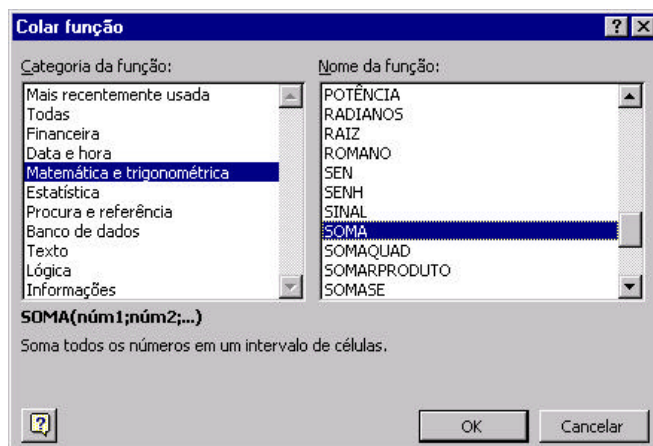 Colar função
Categoria da função:
Mais recentemente usada
Todas
Financeira
Data e hora
Matemática e trigonométrica
Estatística
Procura e referência
Banco de dados
Texto
Lógica
Informações
Nome da função:
POTÊNCIA
RADIANOS
RAIZ
ROMANO
SEN
SENH
SINAL
SOMA
SOMAQUAD
SOMARPRODUTO
SOMASE
SOMA(núm1;núm2;...)
Soma todos os números em um intervalo de células.
OK
Cancelar